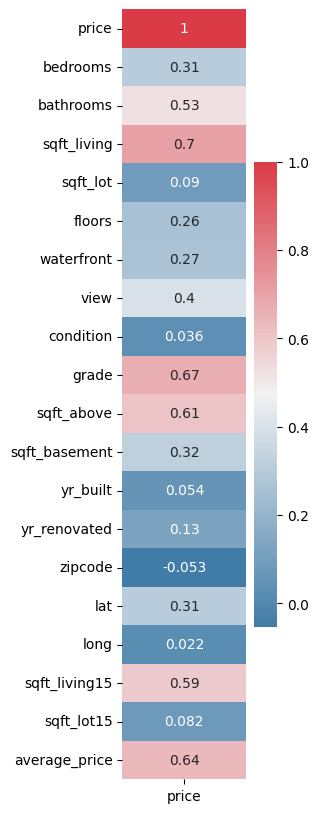 price 1
bedrooms 0.31
bathrooms 0.53
sqft_living 0.7
sqft_lot 0.09
floors 0.26
waterfront 0.27
view 0.4
condition 0.036
grade 0.67
sqft_above 0.61
sqft_basement 0.32
yr_built 0.054
yr_renovated 0.13
zipcode -0.053
lat 0.31
long 0.022
sqft_living15 0.59
sqft_lot15 0.082
average_price 0.64
price
1.0
0.8
0.6
0.4
0.2
0.0